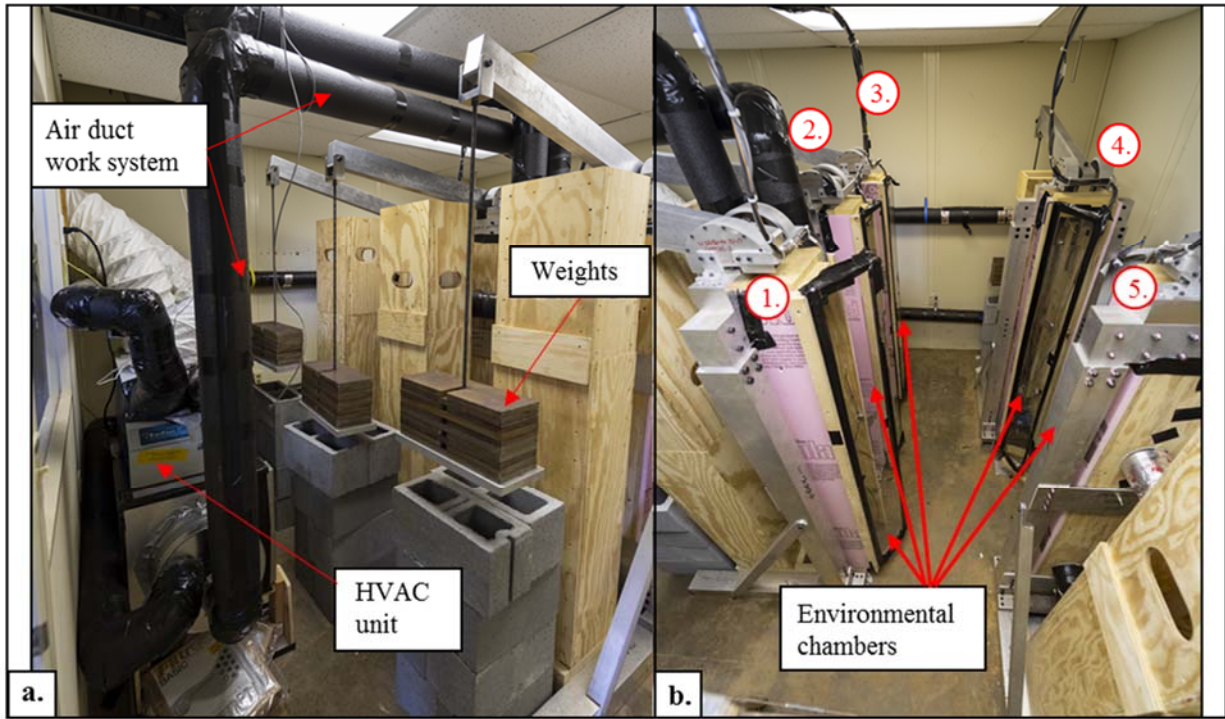 Air duct
work system
Weights
HVAC
unit
a.
1.
2.
3.
4.
5.
Environmental
chambers
b.